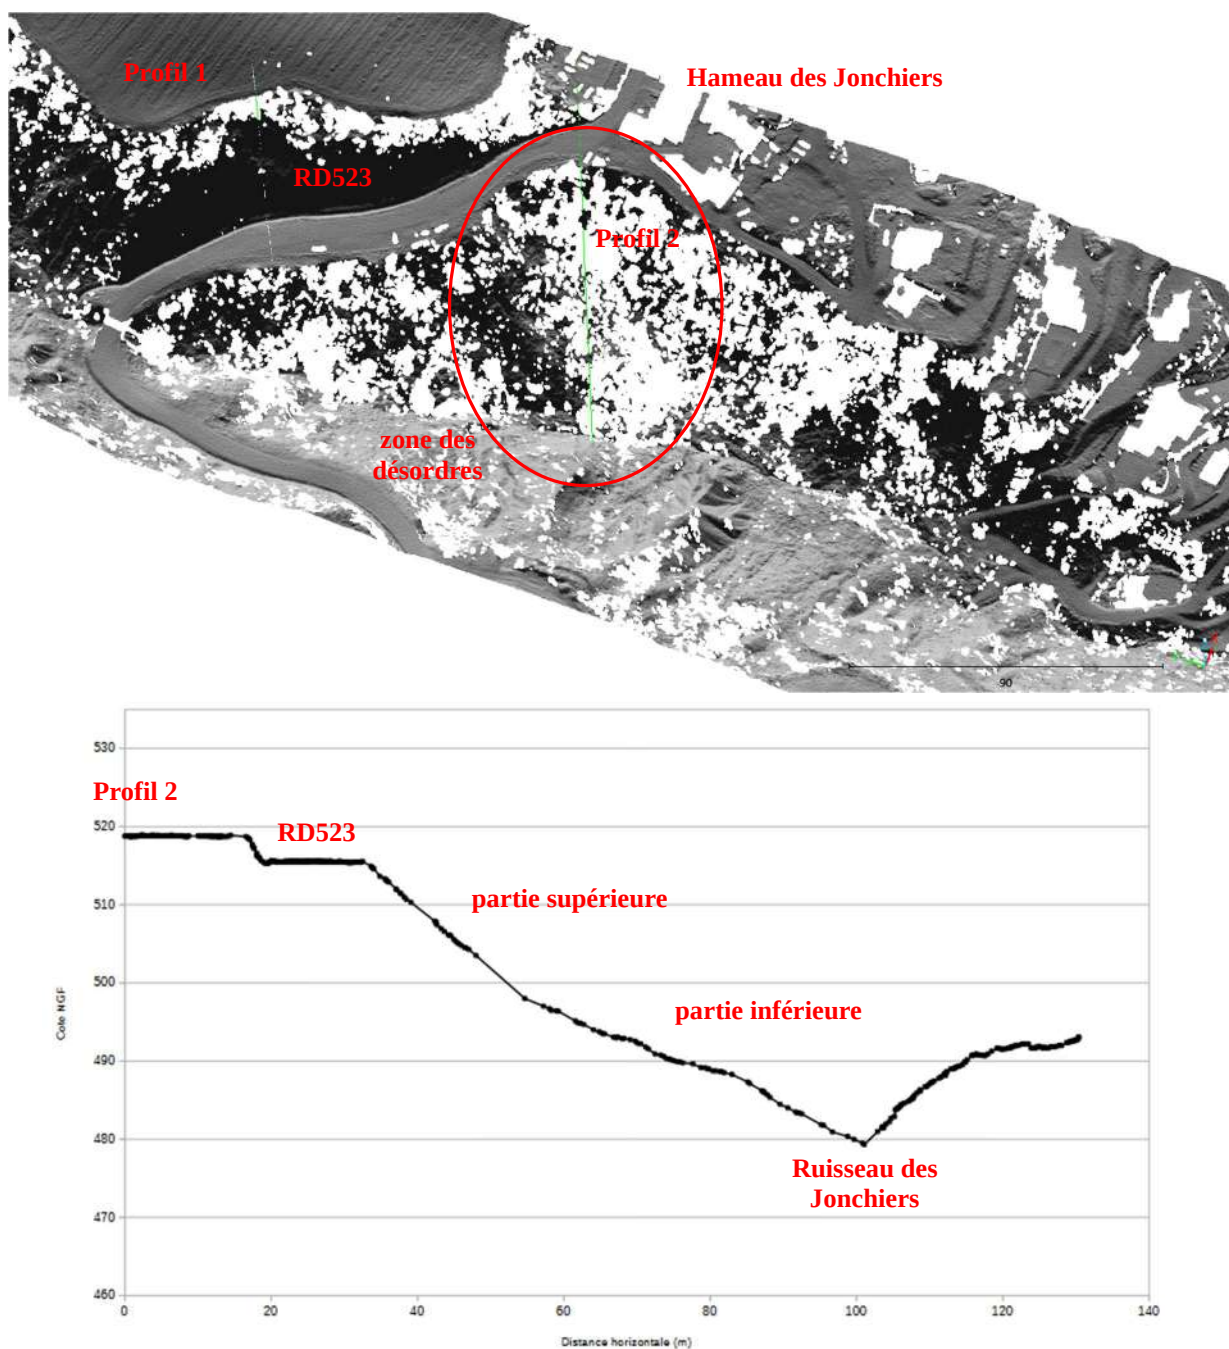 Profil 1
Hameau des Jonchiers
RD523
Profil 2
zone des
désordres
90
530
Profil 2
520
RD523
partie supérieure
510
500
partie inférieure
Cote NGF
490
480
Ruisseau des
Jonchiers
470
460
0 20 40 60 80 100 120 140
Distance horizontale (m)